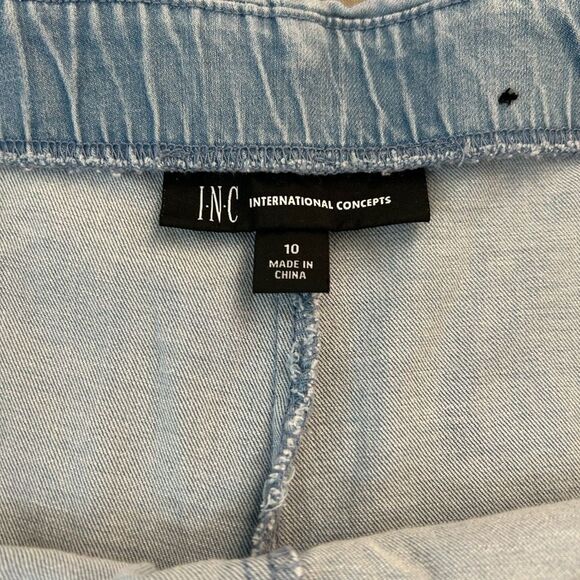 I·N·C INTERNATIONAL CONCEPTS
10
MADE IN
CHINA